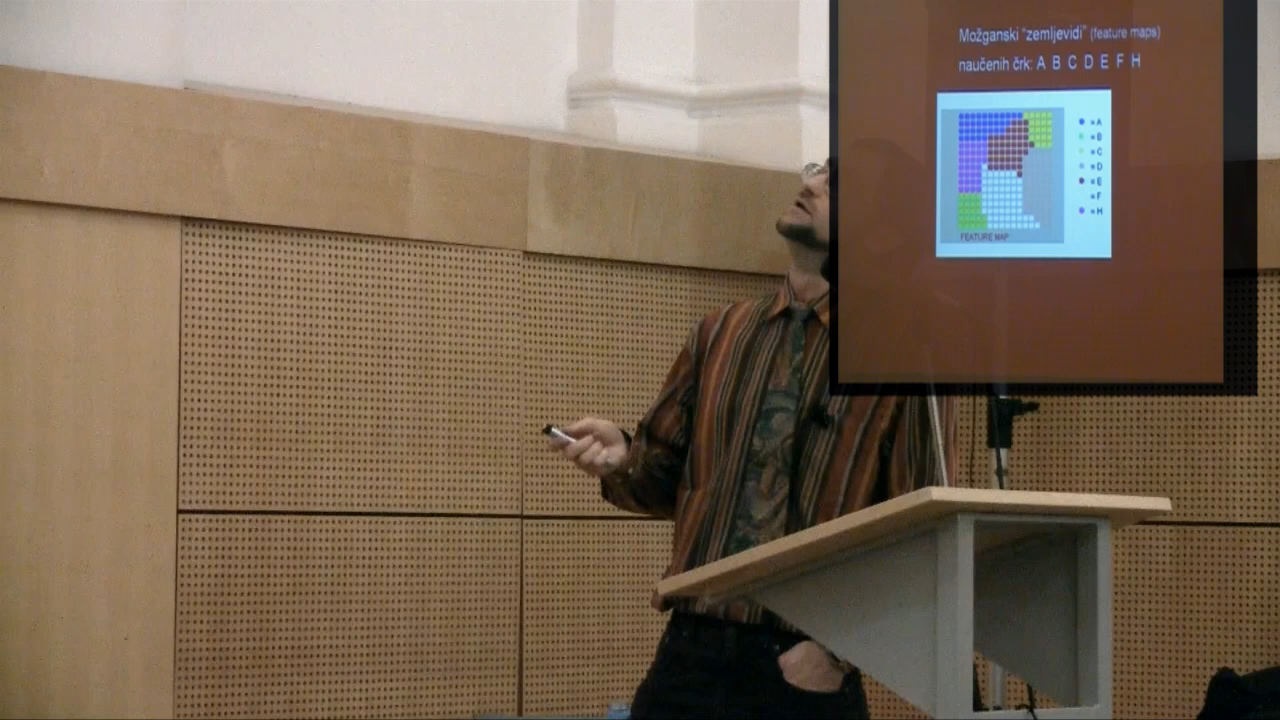 Možganski "zemljevidi" (feature maps)
naučenih črk: A B C D E F H
= A
= B
= C
= D
= E
= F
= H
FEATURE MAP